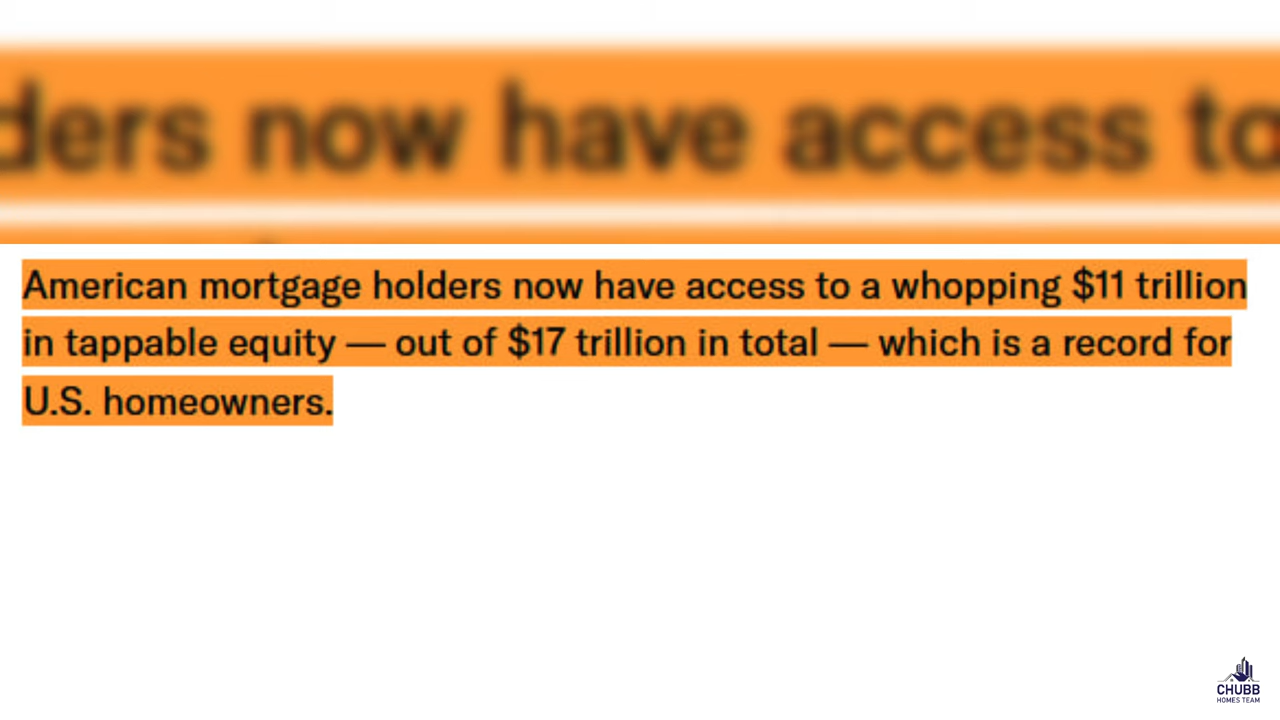 ders now have access to
American mortgage holders now have access to a whopping $11 trillion
in tappable equity — out of $17 trillion in total — which is a record for
U.S. homeowners.
CHUBB
HOMES TEAM